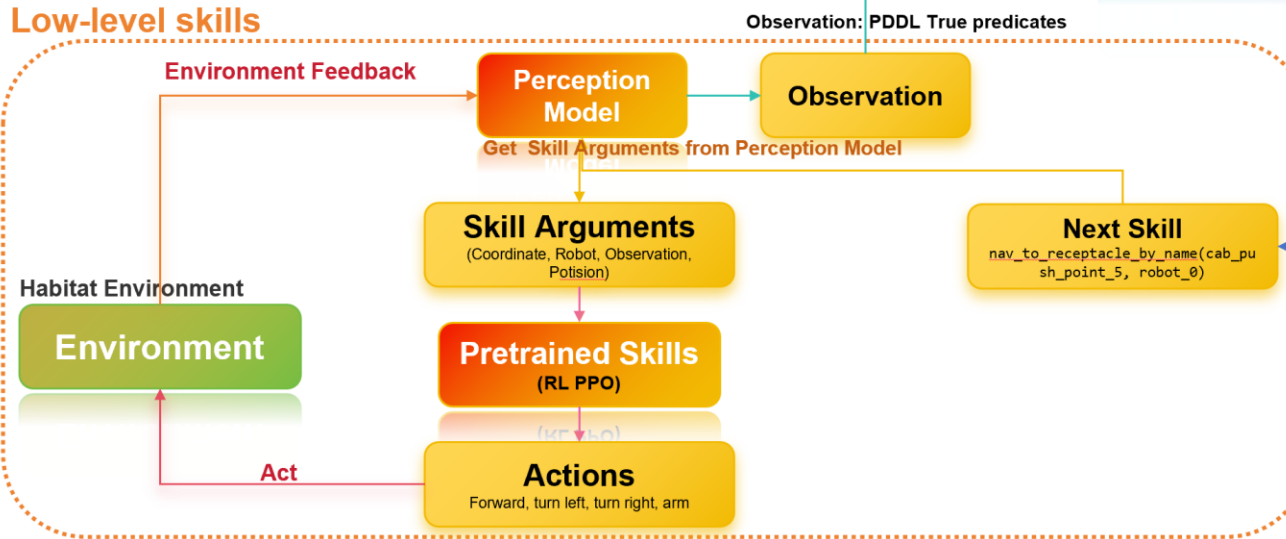 Low-level skills
Observation: PDDL True predicates
Environment Feedback
Perception
Model
Observation
Get Skill Arguments from Perception Model
Skill Arguments
(Coordinate, Robot, Observation,
Potision)
Next Skill
nav_to_receptacle_by_name(cab_pu
sh_point_5, robot_0)
Habitat Environment
Environment
Pretrained Skills
(RL PPO)
Act
Actions
Forward, turn left, turn right, arm